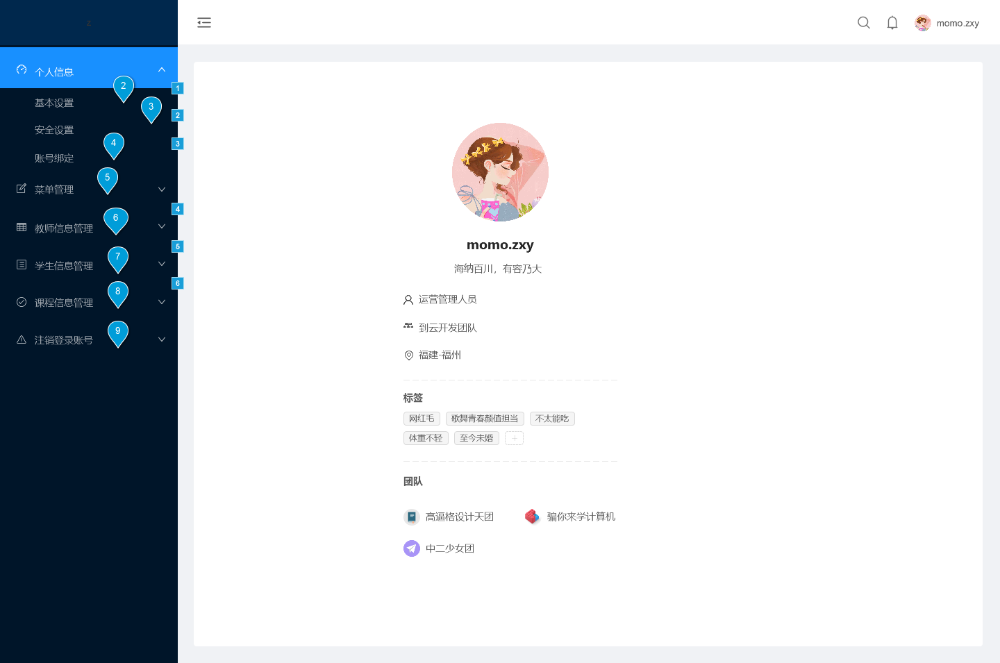 z
momo.zxy
个人信息
2
1
基本设置
3
2
安全设置
4
3
账号绑定
5
菜单管理
4
教师信息管理
6
5
学生信息管理
7
6
课程信息管理
8
注销登录账号
9
momo.zxy
海纳百川，有容乃大
运营管理人员
到云开发团队
福建-福州
标签
网红毛 歌舞青春颜值担当 不太能吃
体重不轻 至今未婚 +
团队
高逼格设计天团 骗你来学计算机
中二少女团